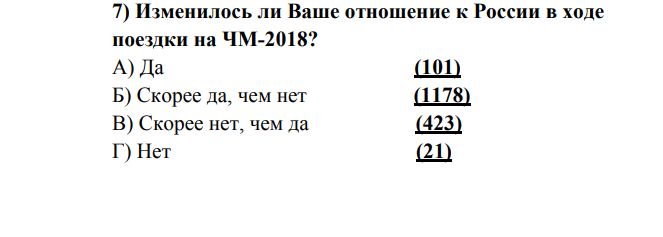 7) Изменилось ли Ваше отношение к России в ходе
поездки на ЧМ-2018?
А) Да (101)
Б) Скорее да, чем нет (1178)
В) Скорее нет, чем да (423)
Г) Нет (21)